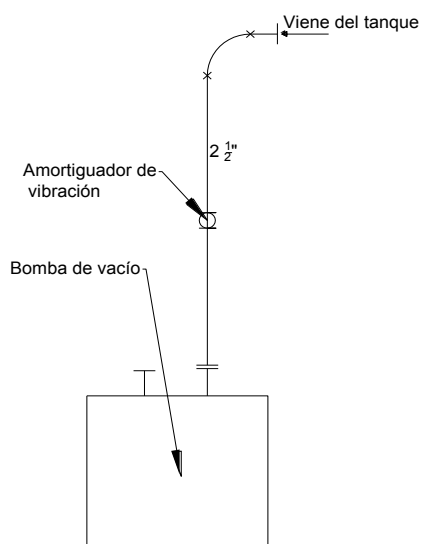 Viene del tanque
2 1/2"
Amortiguador de
vibración
Bomba de vacío